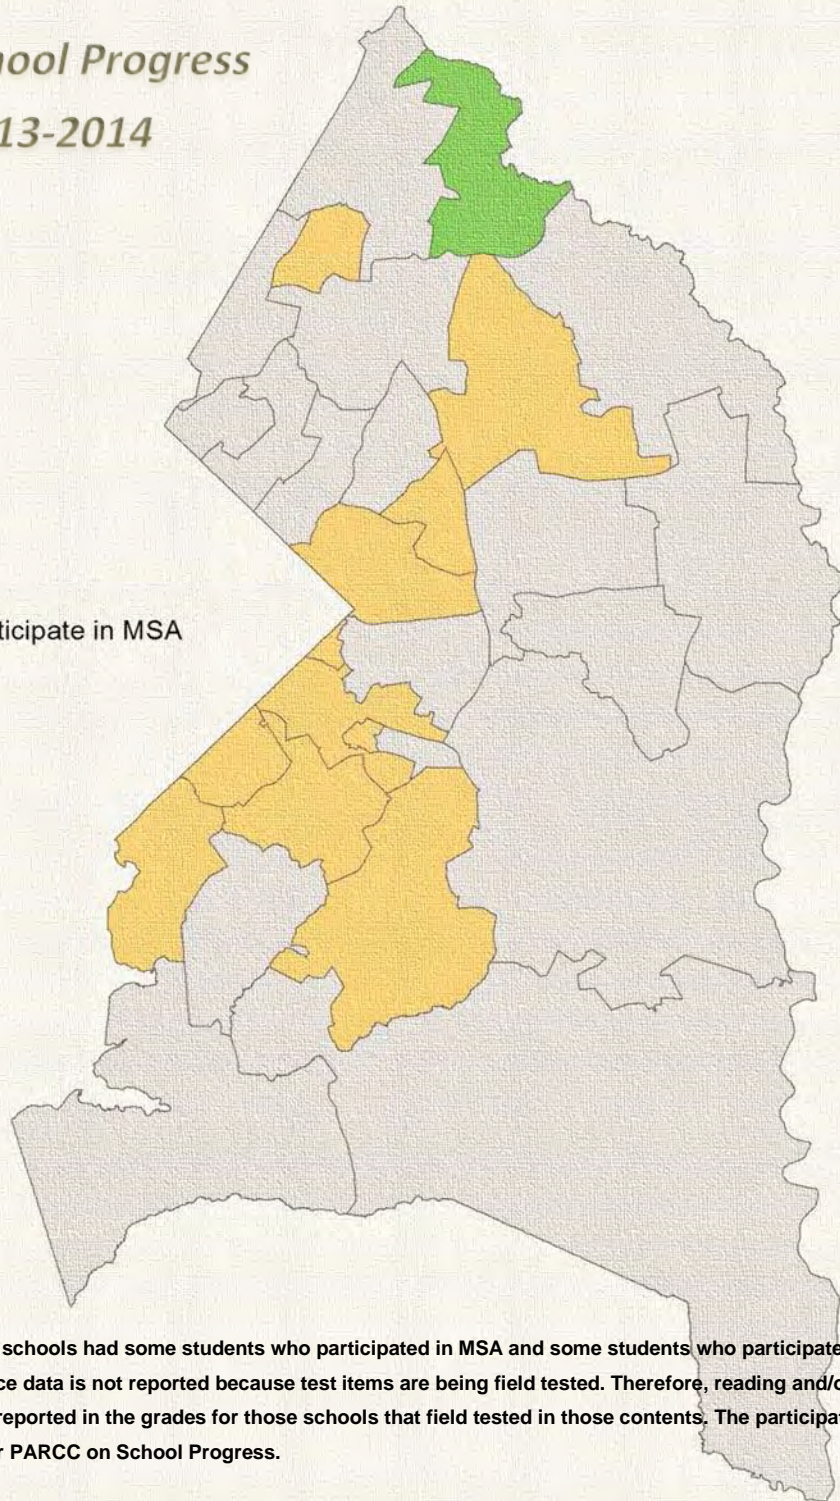 hool Progress
13-2014
ticipate in MSA
schools had some students who participated in MSA and some students who participate
ce data is not reported because test items are being field tested. Therefore, reading and/o
reported in the grades for those schools that field tested in those contents. The participat
r PARCC on School Progress.